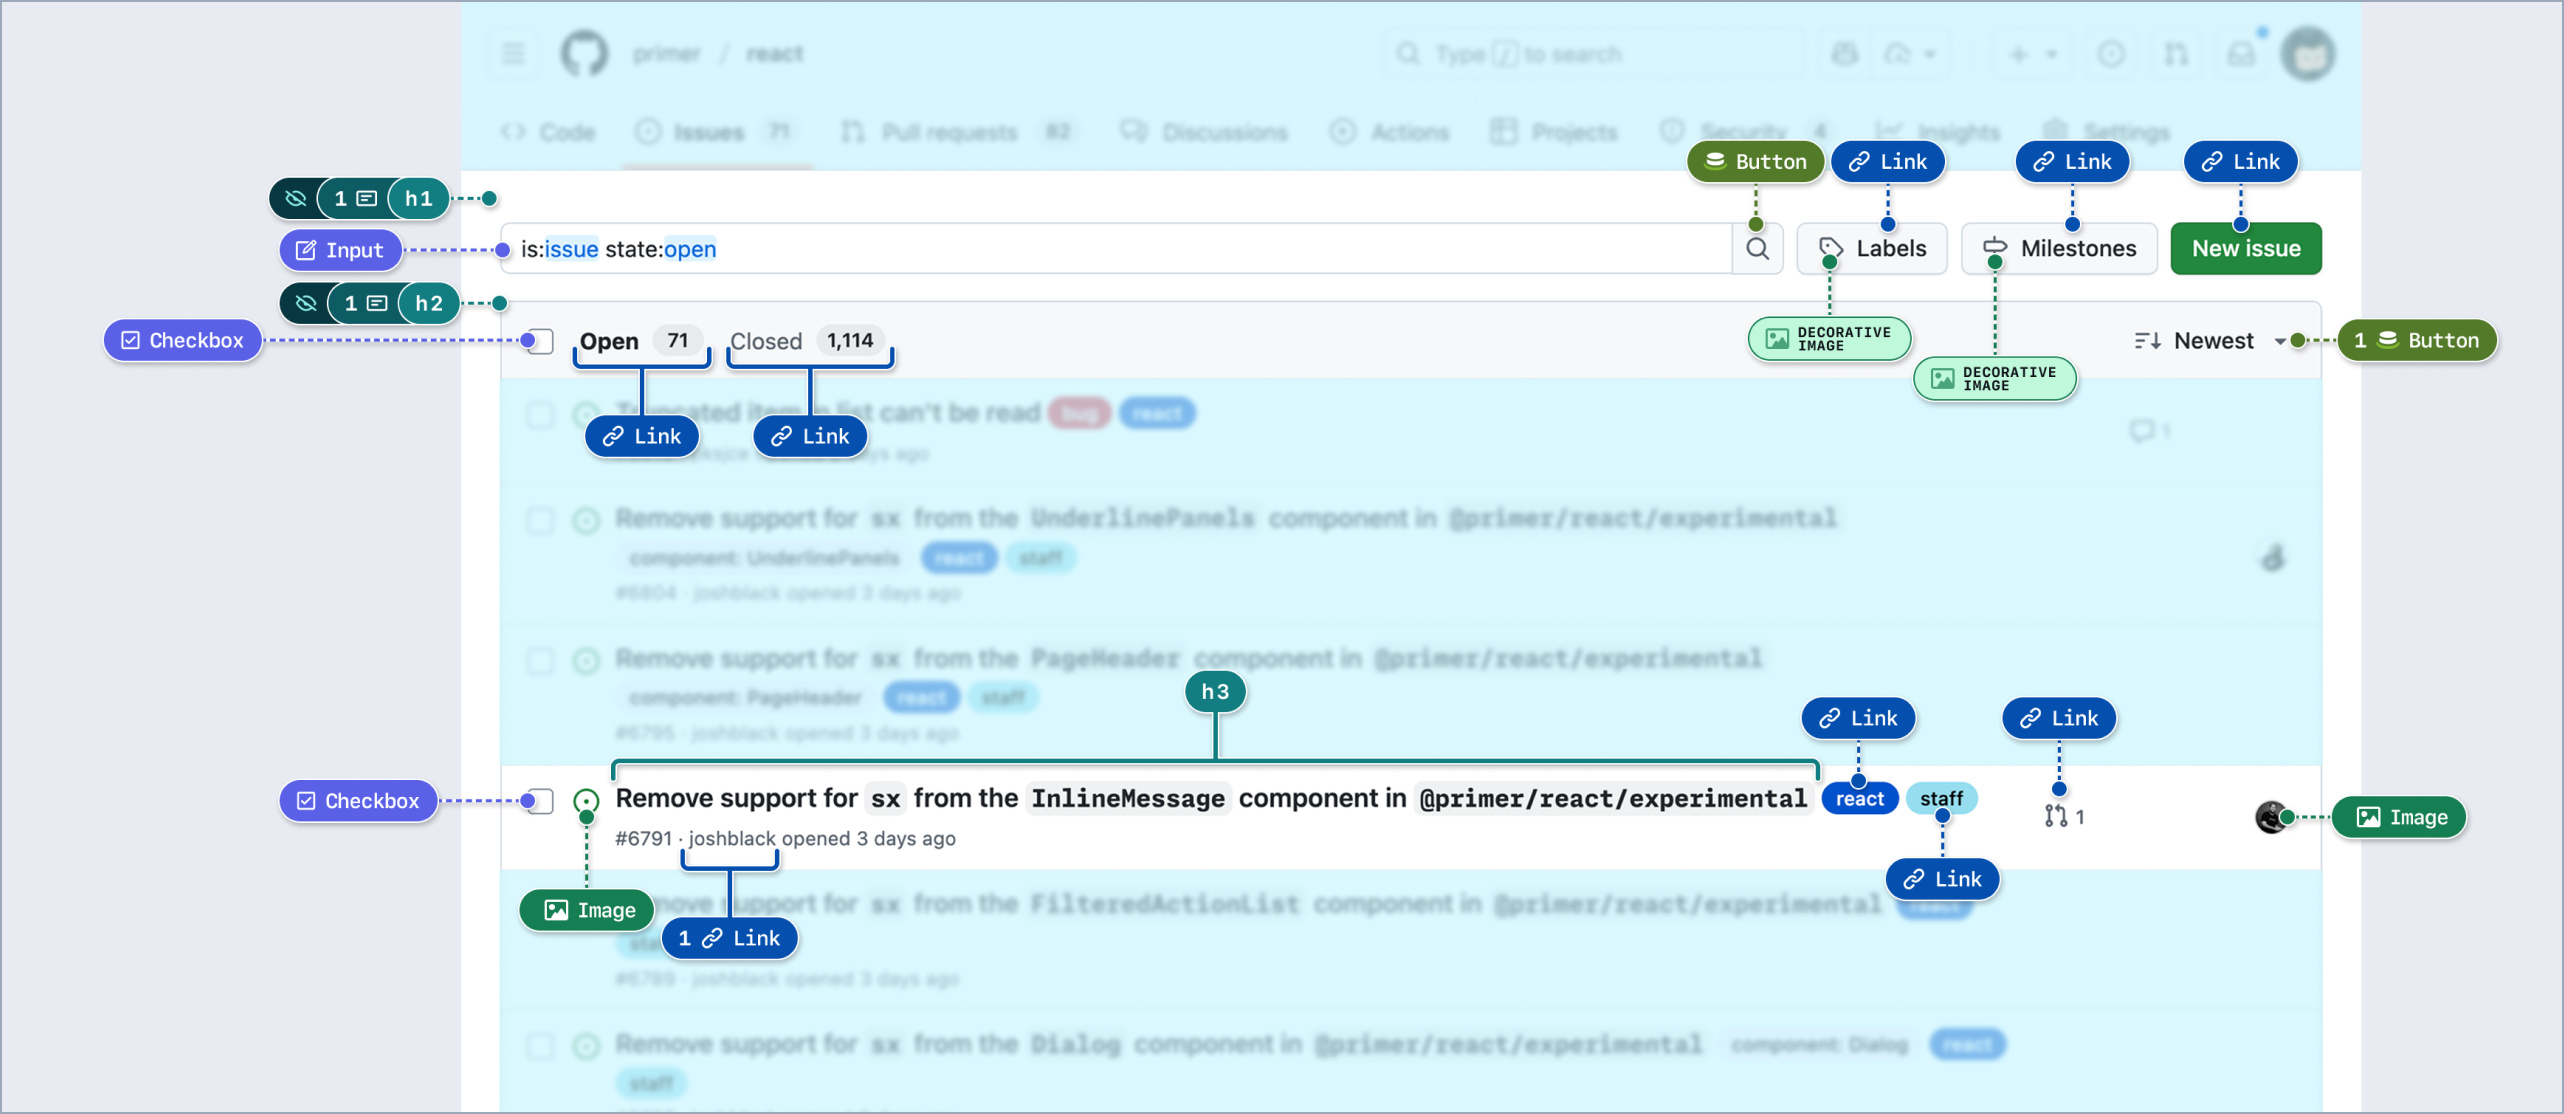 primer / react
Type / to search
Code
Issues 71
Pull requests 82
Discussions
Actions
Projects
Security 4
Insights
Settings
Button
Link
Link
Link
1 h1
Input
is:issue state:open
Labels
Milestones
New issue
1 h2
Checkbox
Open 71
Closed 1,114
DECORATIVE
IMAGE
DECORATIVE
IMAGE
Newest
1 Button
Link
Link
list can't be read bug react
1
ago
Remove support for sx from the UnderlinePanels component in @primer/react/experimental
component: UnderlinePanels react staff
#6804 · joshblack opened 3 days ago
Remove support for sx from the PageHeader component in @primer/react/experimental
component: PageHeader react staff
#6795 · joshblack opened 3 days ago
h3
Link
Link
Checkbox
Remove support for sx from the InlineMessage component in @primer/react/experimental react staff
1
Image
#6791 · joshblack opened 3 days ago
Link
Image
1 Link
support for sx from the FilteredActionList component in @primer/react/experimental react
#6789 · joshblack opened 3 days ago
Remove support for sx from the Dialog component in @primer/react/experimental component: Dialog react
staff